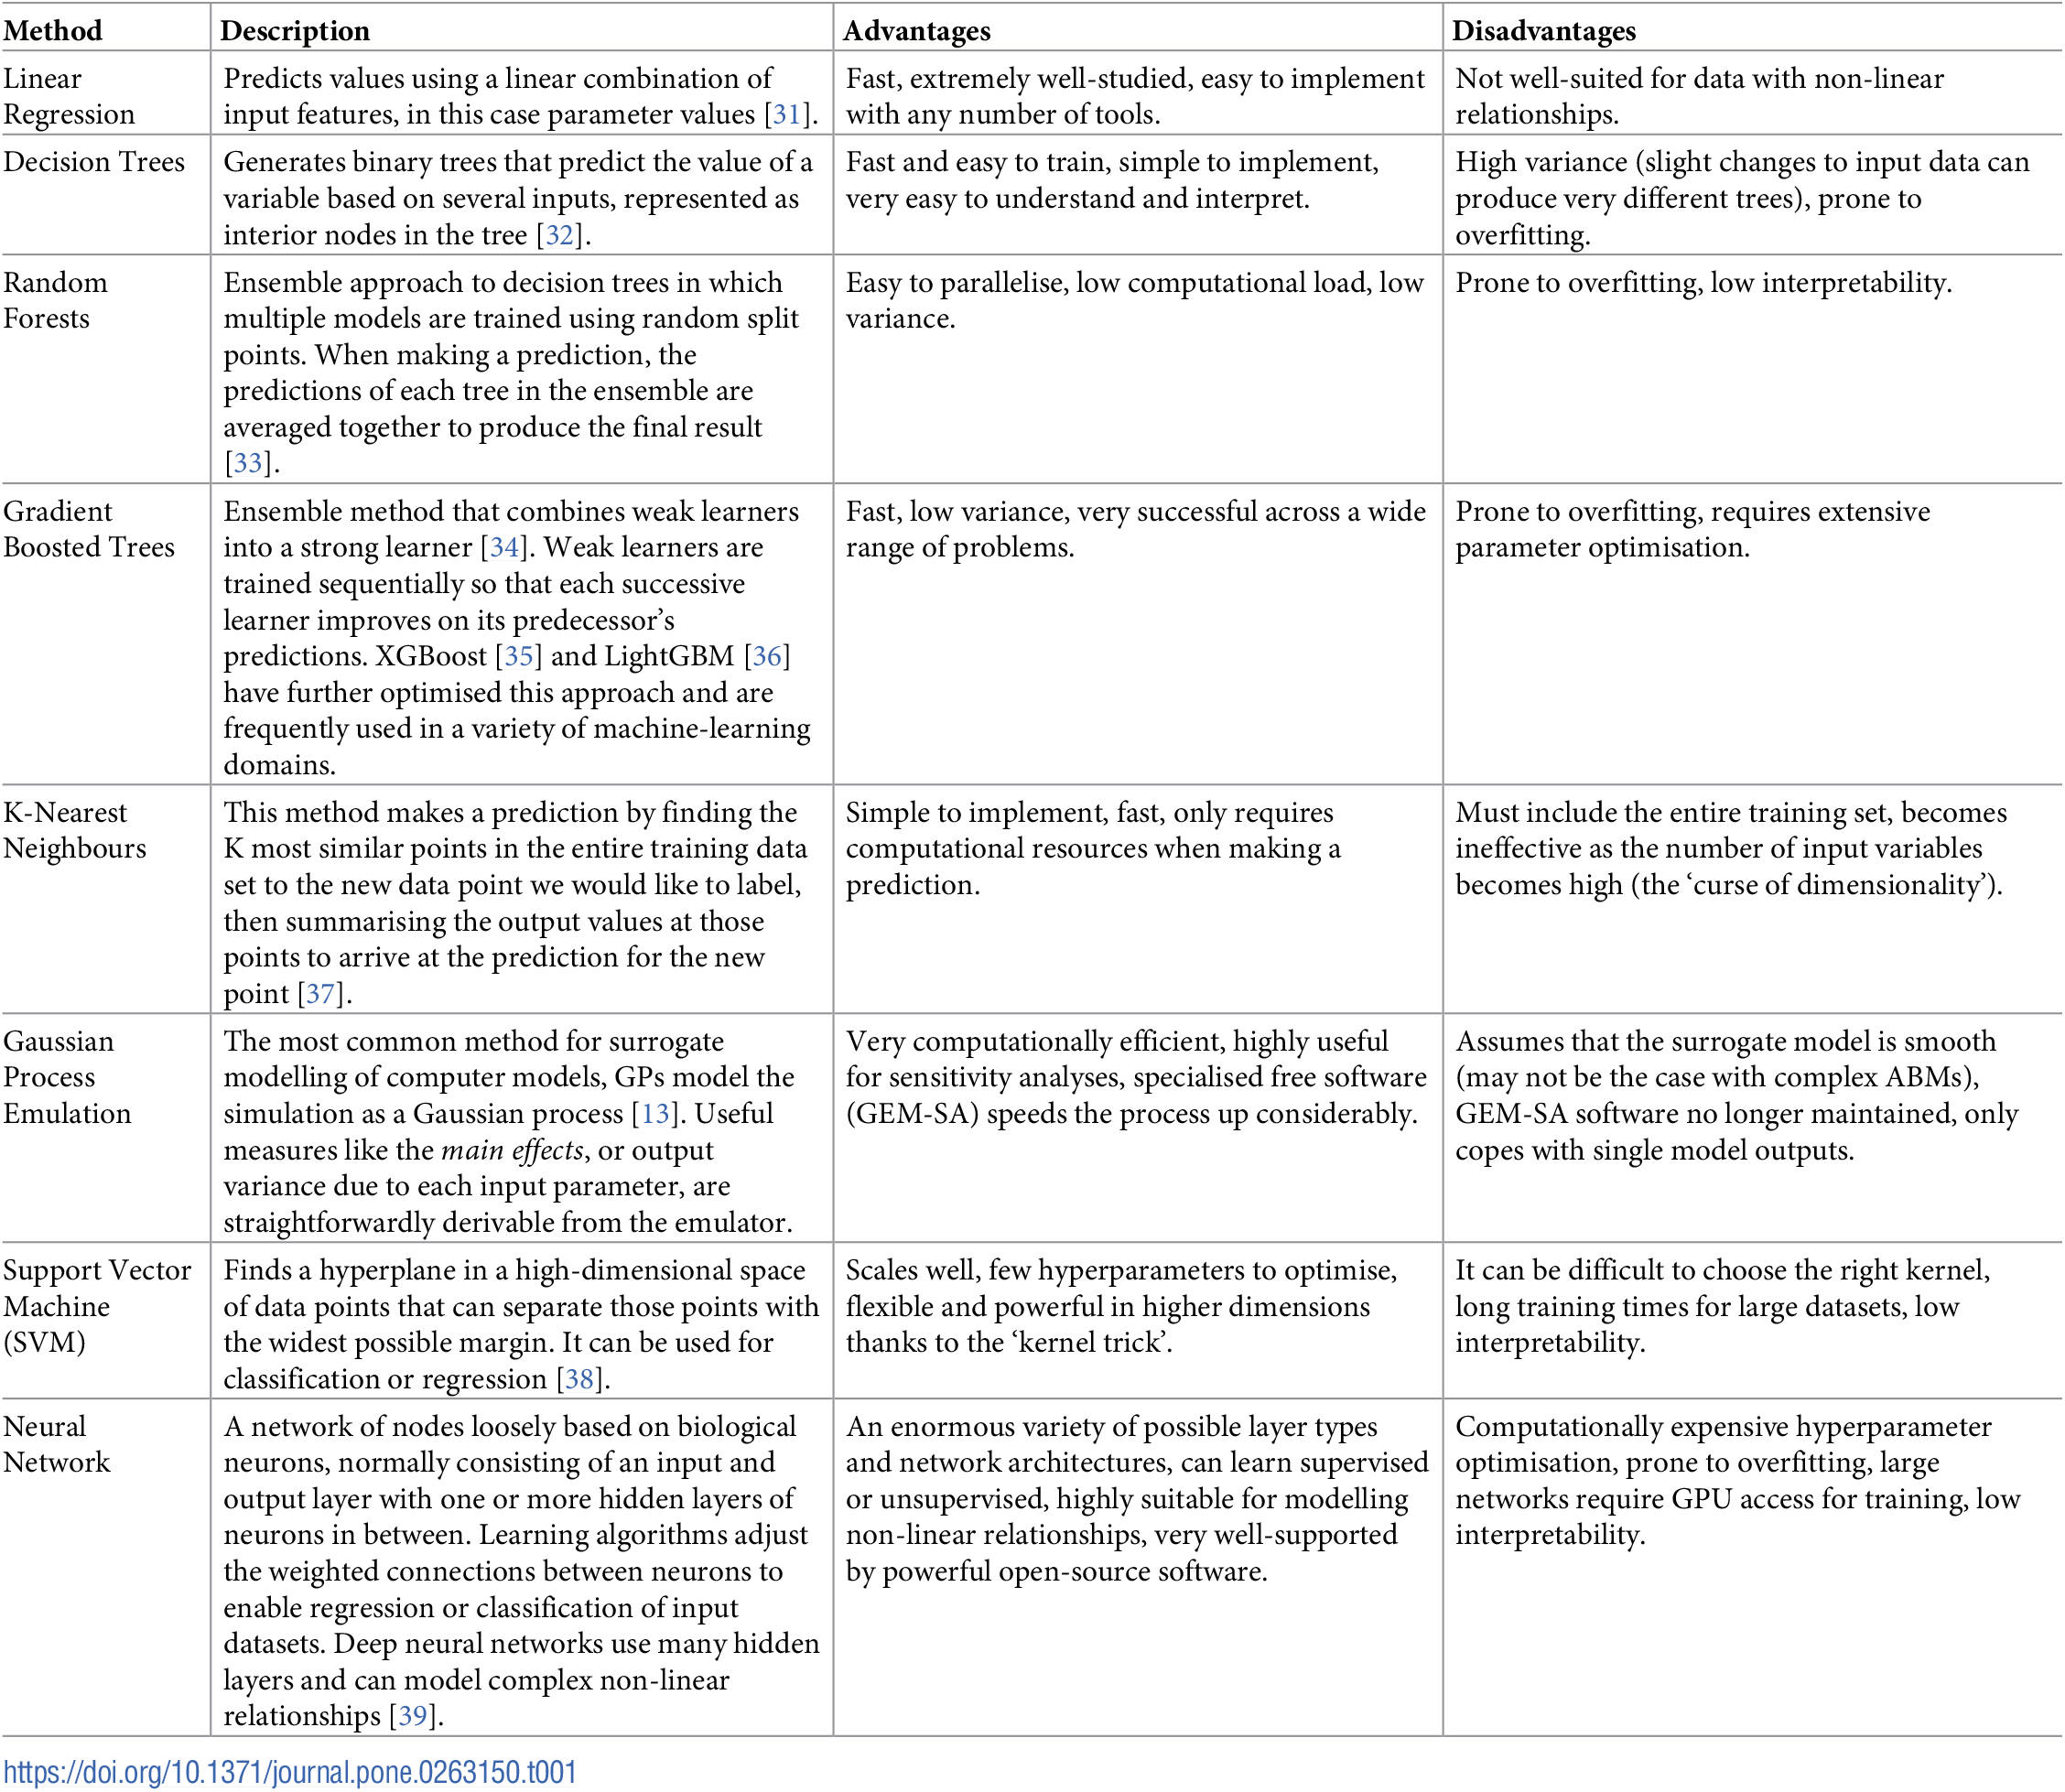 Method Description Advantages Disadvantages
Linear
Regression
Predicts values using a linear combination of
input features, in this case parameter values [31].
Fast, extremely well-studied, easy to implement
with any number of tools.
Not well-suited for data with non-linear
relationships.
Decision Trees
Generates binary trees that predict the value of a
variable based on several inputs, represented as
interior nodes in the tree [32].
Fast and easy to train, simple to implement,
very easy to understand and interpret.
High variance (slight changes to input data can
produce very different trees), prone to
overfitting.
Random
Forests
Ensemble approach to decision trees in which
multiple models are trained using random split
points. When making a prediction, the
predictions of each tree in the ensemble are
averaged together to produce the final result
[33].
Easy to parallelise, low computational load, low
variance.
Prone to overfitting, low interpretability.
Gradient
Boosted Trees
Ensemble method that combines weak learners
into a strong learner [34]. Weak learners are
trained sequentially so that each successive
learner improves on its predecessor’s
predictions. XGBoost [35] and LightGBM [36]
have further optimised this approach and are
frequently used in a variety of machine-learning
domains.
Fast, low variance, very successful across a wide
range of problems.
Prone to overfitting, requires extensive
parameter optimisation.
K-Nearest
Neighbours
This method makes a prediction by finding the
K most similar points in the entire training data
set to the new data point we would like to label,
then summarising the output values at those
points to arrive at the prediction for the new
point [37].
Simple to implement, fast, only requires
computational resources when making a
prediction.
Must include the entire training set, becomes
ineffective as the number of input variables
becomes high (the ‘curse of dimensionality’).
Gaussian
Process
Emulation
The most common method for surrogate
modelling of computer models, GPs model the
simulation as a Gaussian process [13]. Useful
measures like the main effects, or output
variance due to each input parameter, are
straightforwardly derivable from the emulator.
Very computationally efficient, highly useful
for sensitivity analyses, specialised free software
(GEM-SA) speeds the process up considerably.
Assumes that the surrogate model is smooth
(may not be the case with complex ABMs),
GEM-SA software no longer maintained, only
copes with single model outputs.
Support Vector
Machine
(SVM)
Finds a hyperplane in a high-dimensional space
of data points that can separate those points with
the widest possible margin. It can be used for
classification or regression [38].
Scales well, few hyperparameters to optimise,
flexible and powerful in higher dimensions
thanks to the ‘kernel trick’.
It can be difficult to choose the right kernel,
long training times for large datasets, low
interpretability.
Neural
Network
A network of nodes loosely based on biological
neurons, normally consisting of an input and
output layer with one or more hidden layers of
neurons in between. Learning algorithms adjust
the weighted connections between neurons to
enable regression or classification of input
datasets. Deep neural networks use many hidden
layers and can model complex non-linear
relationships [39].
An enormous variety of possible layer types
and network architectures, can learn supervised
or unsupervised, highly suitable for modelling
non-linear relationships, very well-supported
by powerful open-source software.
Computationally expensive hyperparameter
optimisation, prone to overfitting, large
networks require GPU access for training, low
interpretability.
https://doi.org/10.1371/journal.pone.0263150.t001